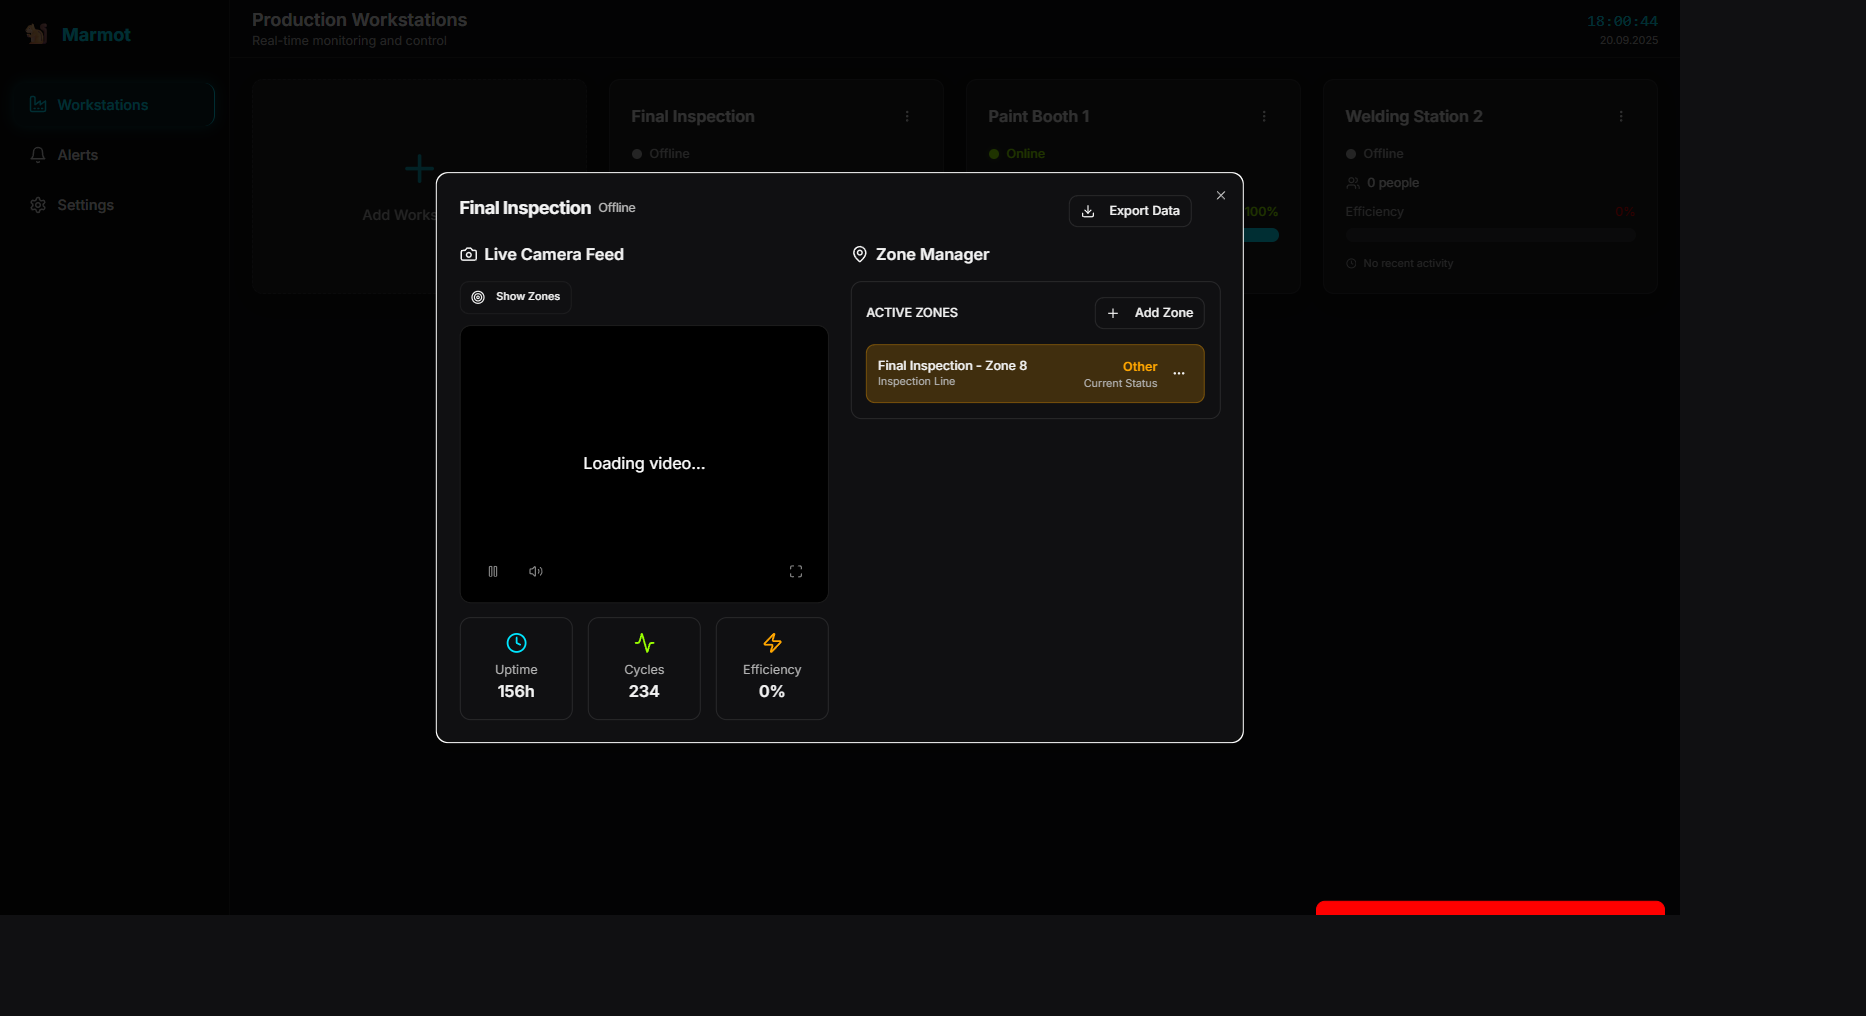 Marmot
Workstations
Alerts
Settings
Production Workstations
Real-time monitoring and control
18:00:44
20.09.2025
Add Works
Final Inspection
Offline
Paint Booth 1
Online
100%
Welding Station 2
Offline
0 people
Efficiency 0%
No recent activity
Final Inspection Offline
Export Data
Live Camera Feed
Show Zones
Loading video...
Uptime
156h
Cycles
234
Efficiency
0%
Zone Manager
ACTIVE ZONES
Add Zone
Final Inspection - Zone 8
Inspection Line
Other
Current Status